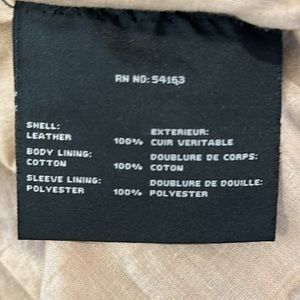 RN NO: 54163
SHELL: EXTERIEUR:
LEATHER 100% CUIR VERITABLE
BODY LINING: DOUBLURE DE CORPS:
COTTON 100% COTON
SLEEVE LINING: DOUBLURE DE DOUILLE:
POLYESTER 100% POLYESTER